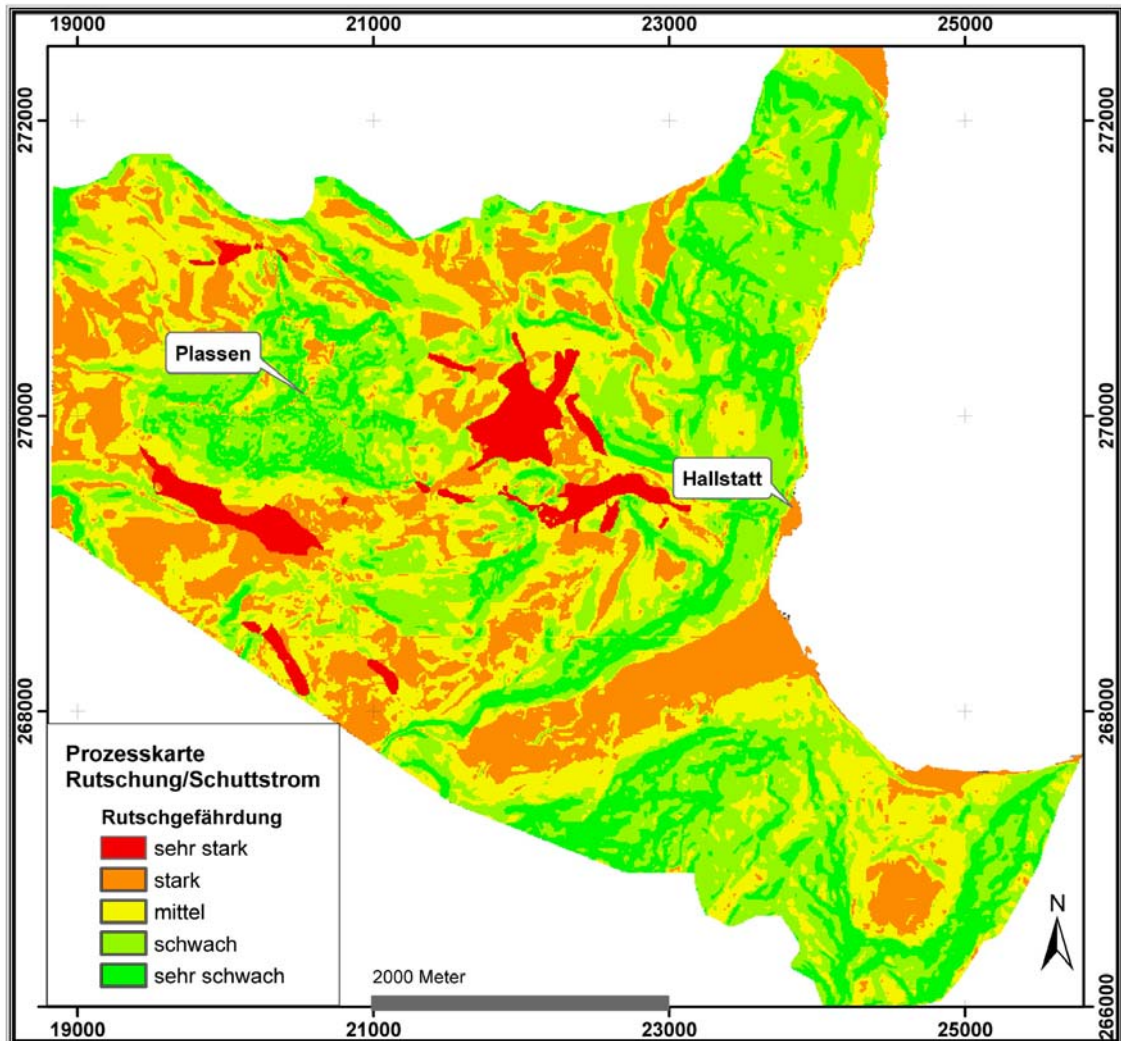 19000 21000 23000 25000
272000 272000
Plassen
270000 270000
Hallstatt
268000 268000
Prozesskarte
Rutschung/Schuttstrom
Rutschgefährdung
sehr stark
stark
mittel
schwach
sehr schwach
2000 Meter
N
266000
19000 21000 23000 25000